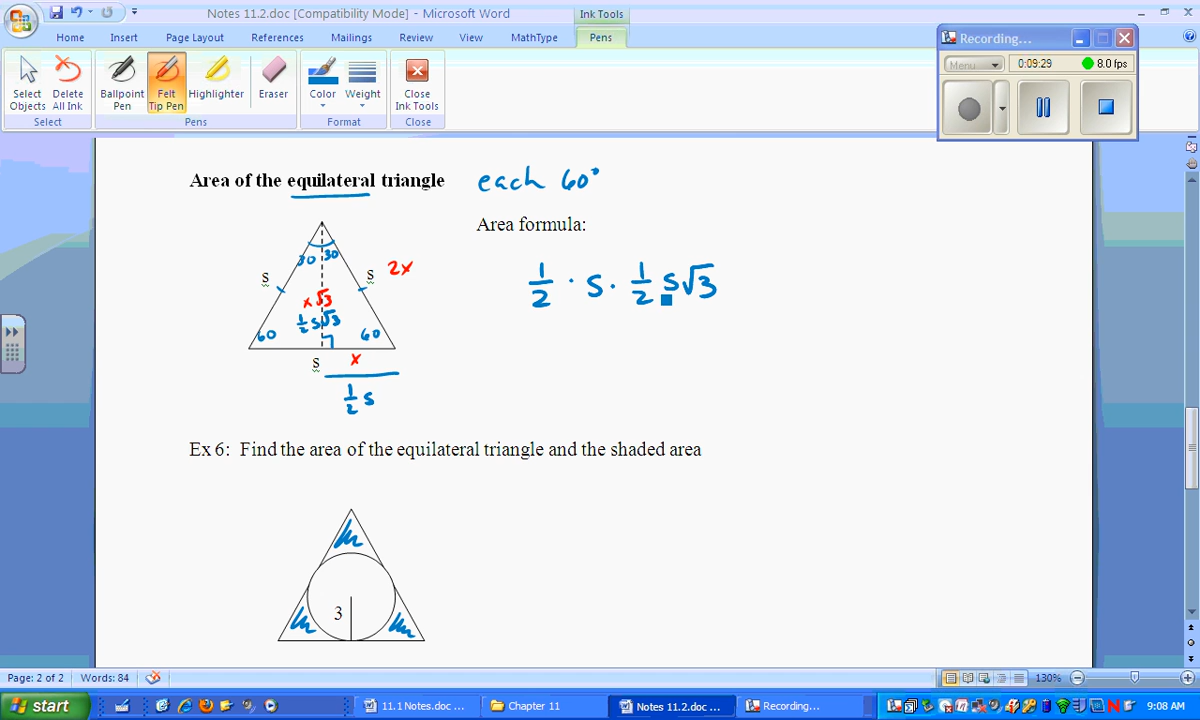 Notes 11.2.doc [Compatibility Mode] - Microsoft Word
Ink Tools
Home Insert Page Layout References Mailings Review View MathType Pens
Select Objects
Delete All Ink
Ballpoint Pen
Felt Tip Pen
Highlighter
Eraser
Color
Weight
Close Ink Tools
Select Pens Format Close
Recording...
Menu 0:09:29 8.0 fps
Area of the equilateral triangle each 60°
Area formula:
30 30
s s 2x
x√3
1/2 s√3
60 60
s x
1/2 s
1/2 · s · 1/2 s√3
Ex 6: Find the area of the equilateral triangle and the shaded area
3
Page: 2 of 2 Words: 84 130%
start 11.1 Notes.doc ... Chapter 11 Notes 11.2.doc ... Recording... 9:08 AM